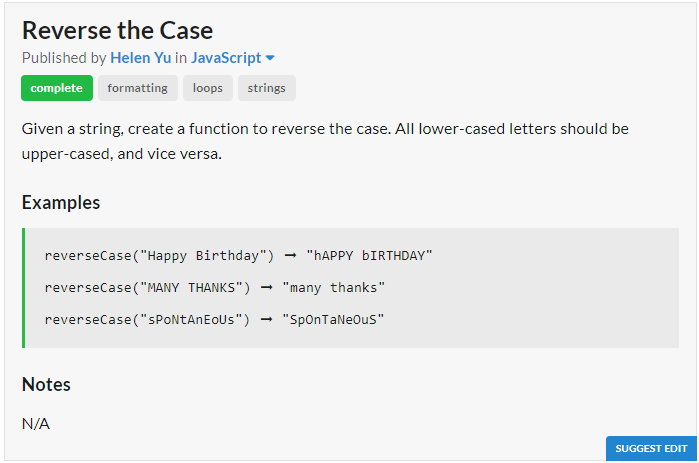 Reverse the Case
Published by Helen Yu in JavaScript
complete formatting loops strings
Given a string, create a function to reverse the case. All lower-cased letters should be
upper-cased, and vice versa.
Examples
reverseCase("Happy Birthday") ➞ "hAPPY bIRTHDAY"
reverseCase("MANY THANKS") ➞ "many thanks"
reverseCase("sPoNtAnEoUs") ➞ "SpOnTaNeOuS"
Notes
N/A
SUGGEST EDIT